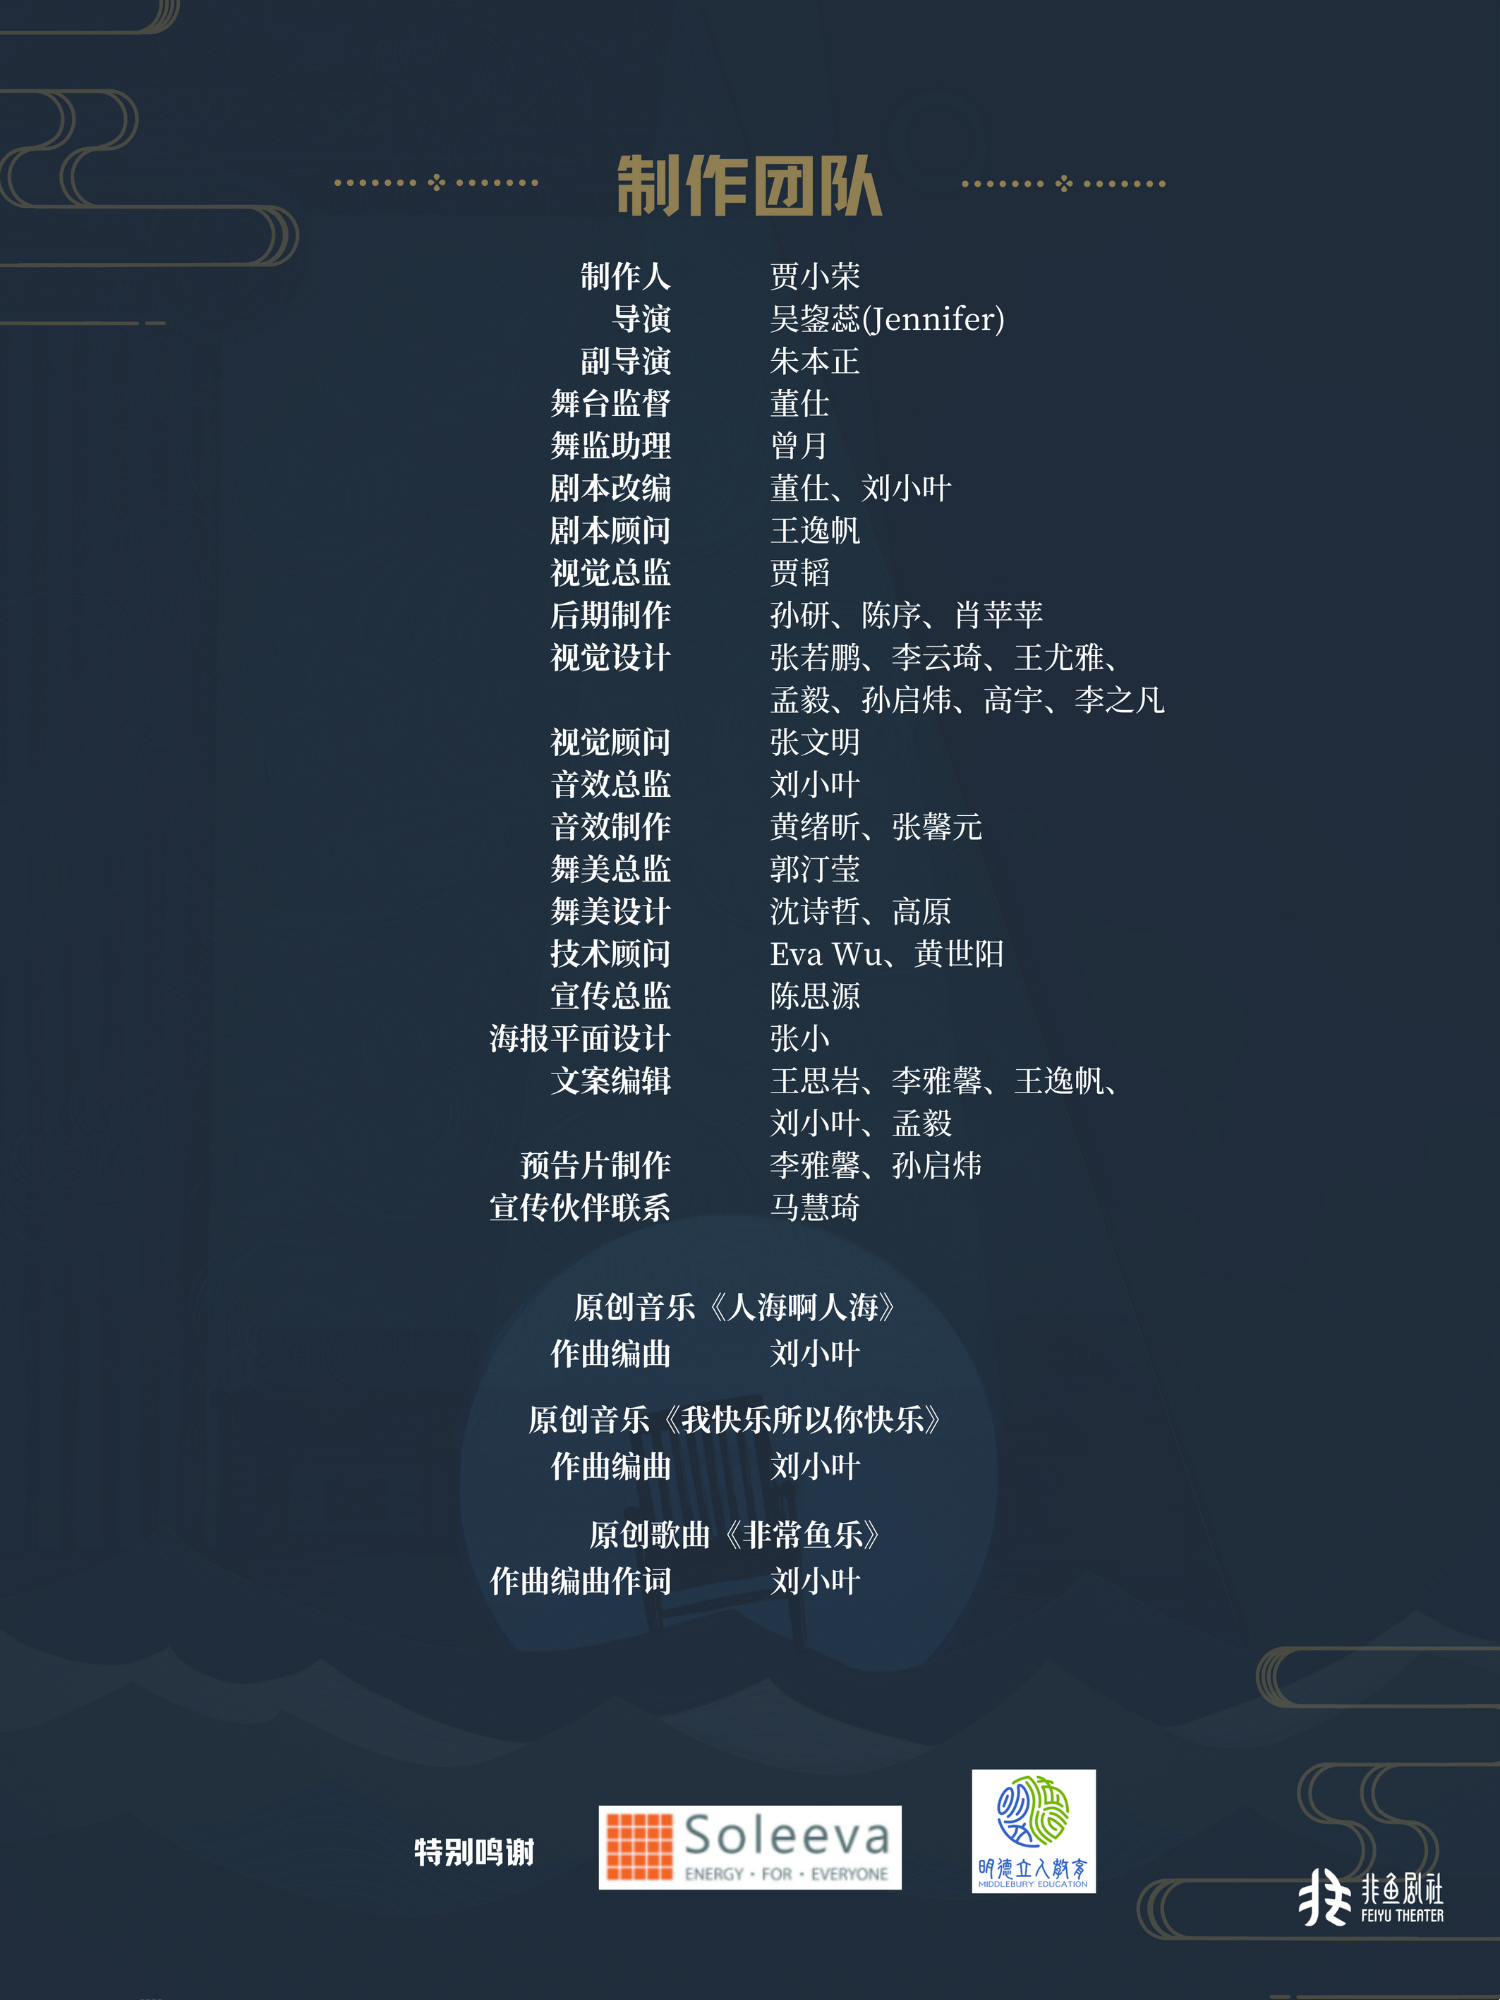 制作团队
制作人 贾小荣
导演 吴鋆蕊(Jennifer)
副导演 朱本正
舞台监督 董仕
舞监助理 曾月
剧本改编 董仕、刘小叶
剧本顾问 王逸帆
视觉总监 贾韬
后期制作 孙研、陈序、肖苹苹
视觉设计 张若鹏、李云琦、王尤雅、
孟毅、孙启炜、高宇、李之凡
视觉顾问 张文明
音效总监 刘小叶
音效制作 黄绪昕、张馨元
舞美总监 郭汀莹
舞美设计 沈诗哲、高原
技术顾问 Eva Wu、黄世阳
宣传总监 陈思源
海报平面设计 张小
文案编辑 王思岩、李雅馨、王逸帆、
刘小叶、孟毅
预告片制作 李雅馨、孙启炜
宣传伙伴联系 马慧琦
原创音乐《人海啊人海》
作曲编曲 刘小叶
原创音乐《我快乐所以你快乐》
作曲编曲 刘小叶
原创歌曲《非常鱼乐》
作曲编曲作词 刘小叶
特别鸣谢
Soleeva
ENERGY · FOR · EVERYONE
明德立人教育
MIDDLEBURY EDUCATION
非鱼剧社
FEIYU THEATER